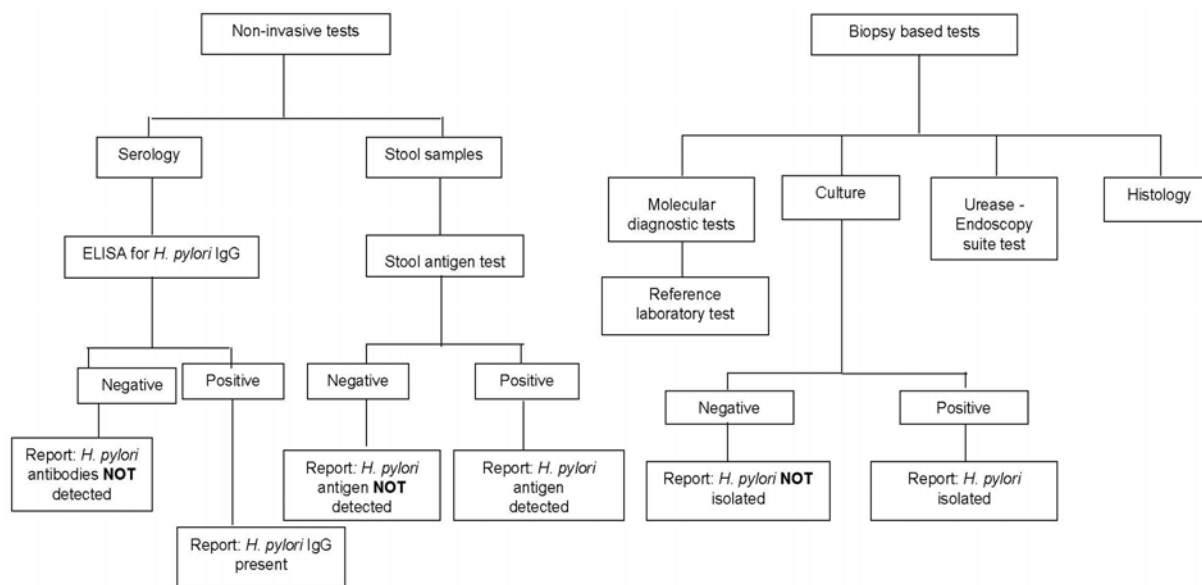 Non-invasive tests
Serology
Stool samples
ELISA for H. pylori IgG
Stool antigen test
Negative
Positive
Negative
Positive
Report: H. pylori
antibodies NOT
detected
Report: H. pylori IgG
present
Report: H. pylori
antigen NOT
detected
Report: H. pylori
antigen detected
Biopsy based tests
Molecular
diagnostic tests
Culture
Urease -
Endoscopy
suite test
Histology
Reference
laboratory test
Negative
Positive
Report: H. pylori NOT
isolated
Report: H. pylori
isolated